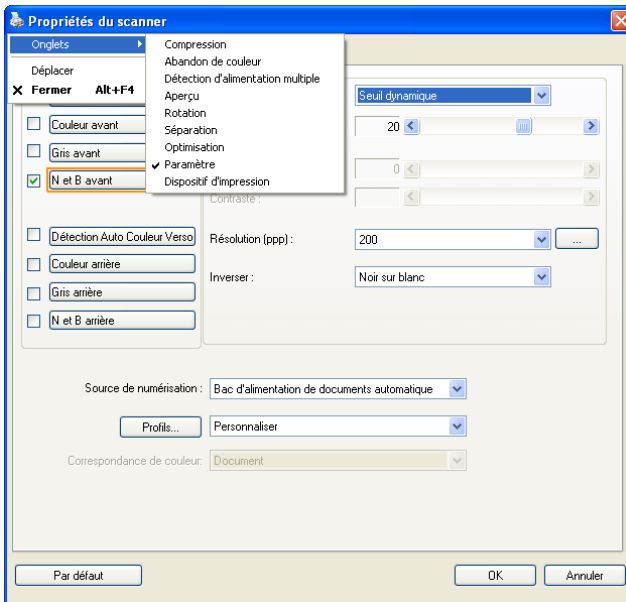 Propriétés du scanner
Onglets
Déplacer
Fermer Alt+F4
Compression
Abandon de couleur
Détection d'alimentation multiple
Aperçu
Rotation
Séparation
Optimisation
Paramètre
Dispositif d'impression
Couleur avant
Gris avant
N et B avant
Détection Auto Couleur Verso
Couleur arrière
Gris arrière
N et B arrière
Seuil dynamique
20
0
Contraste :
Résolution (ppp) : 200 ...
Inverser : Noir sur blanc
Source de numérisation : Bac d'alimentation de documents automatique
Profils... Personnaliser
Correspondance de couleur: Document
Par défaut OK Annuler